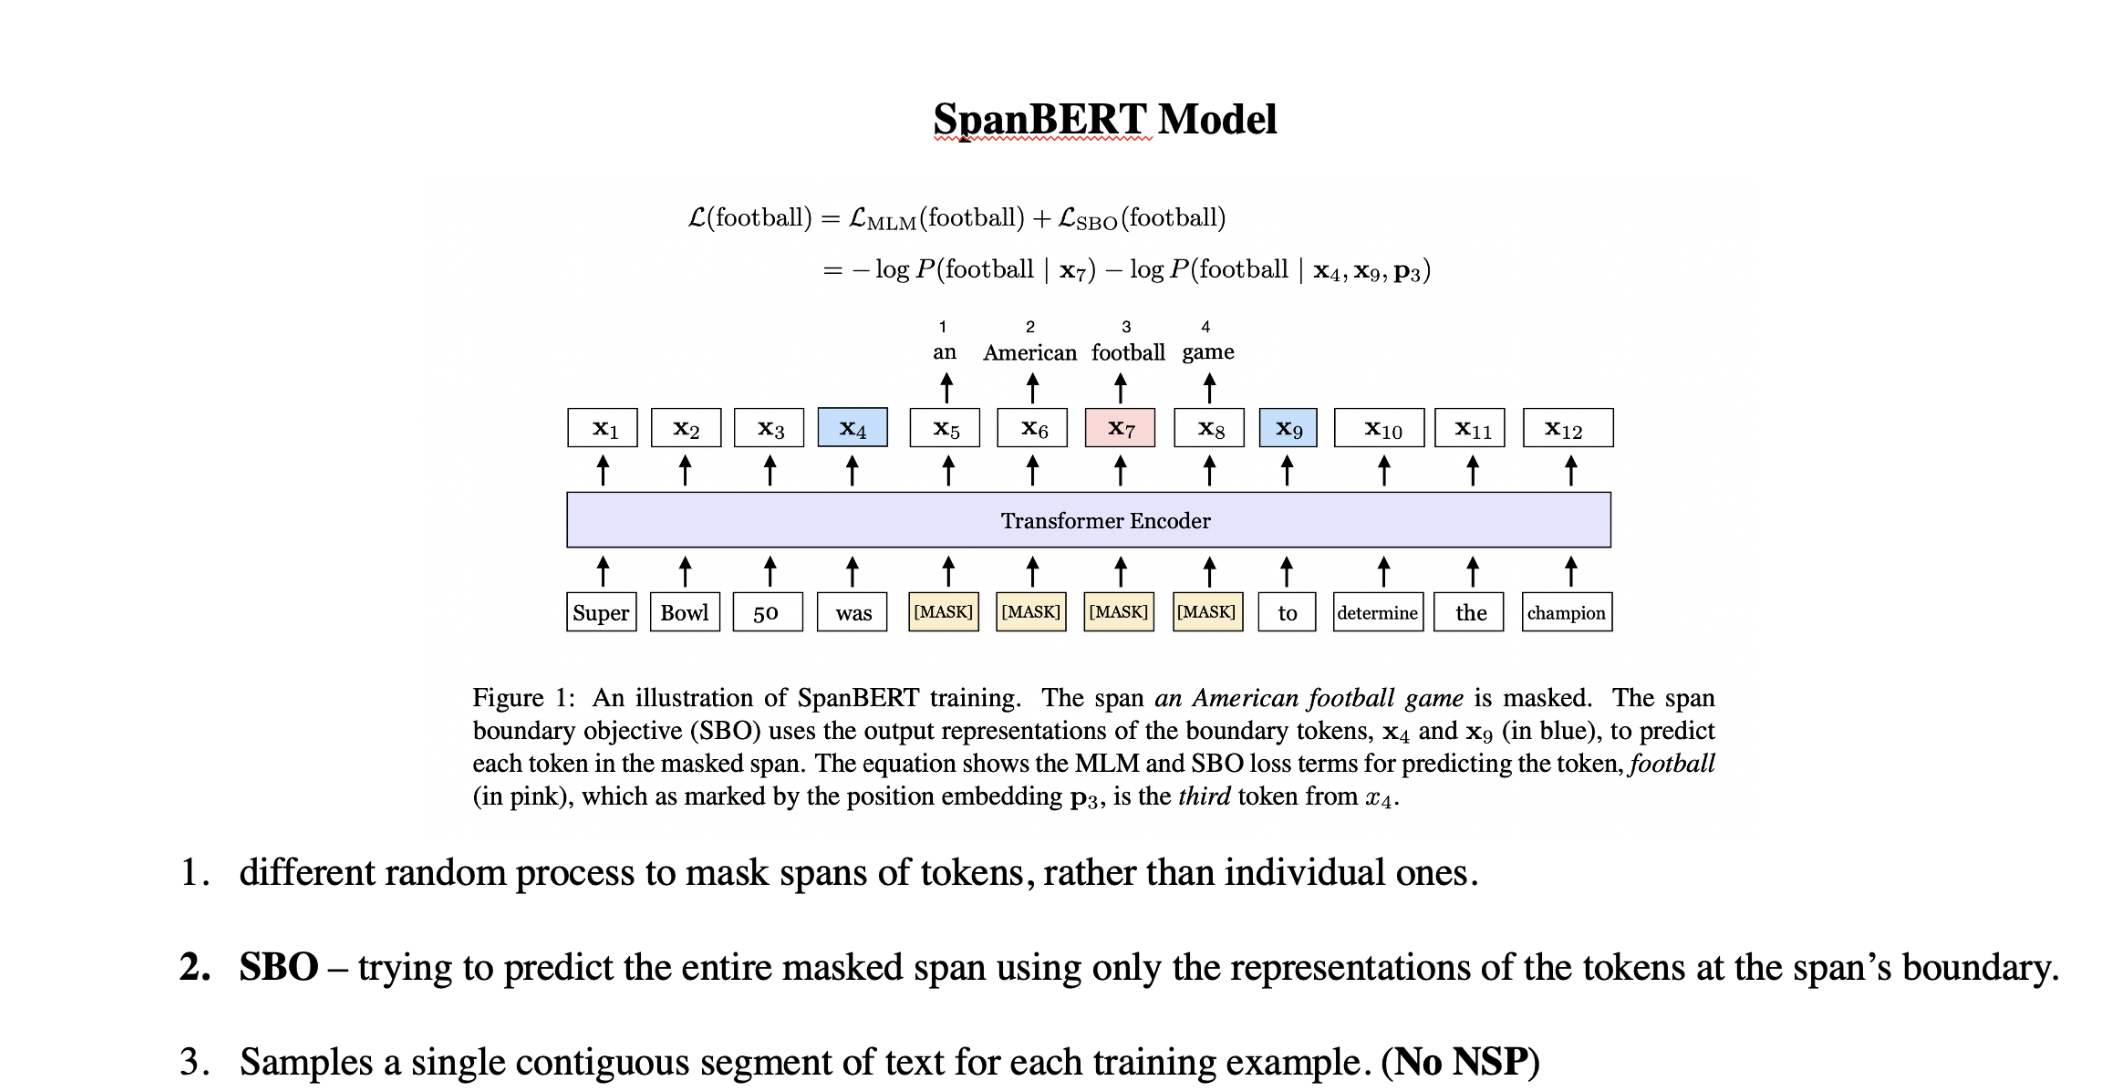 SpanBERT Model
ℒ(football) = ℒ_MLM(football) + ℒ_SBO(football)
= − log P(football | x₇) − log P(football | x₄, x₉, p₃)
1 2 3 4
an American football game
x₁ x₂ x₃ x₄ x₅ x₆ x₇ x₈ x₉ x₁₀ x₁₁ x₁₂
Transformer Encoder
Super Bowl 50 was [MASK] [MASK] [MASK] [MASK] to determine the champion
Figure 1: An illustration of SpanBERT training. The span an American football game is masked. The span
boundary objective (SBO) uses the output representations of the boundary tokens, x₄ and x₉ (in blue), to predict
each token in the masked span. The equation shows the MLM and SBO loss terms for predicting the token, football
(in pink), which as marked by the position embedding p₃, is the third token from x₄.
1. different random process to mask spans of tokens, rather than individual ones.
2. SBO – trying to predict the entire masked span using only the representations of the tokens at the span’s boundary.
3. Samples a single contiguous segment of text for each training example. (No NSP)